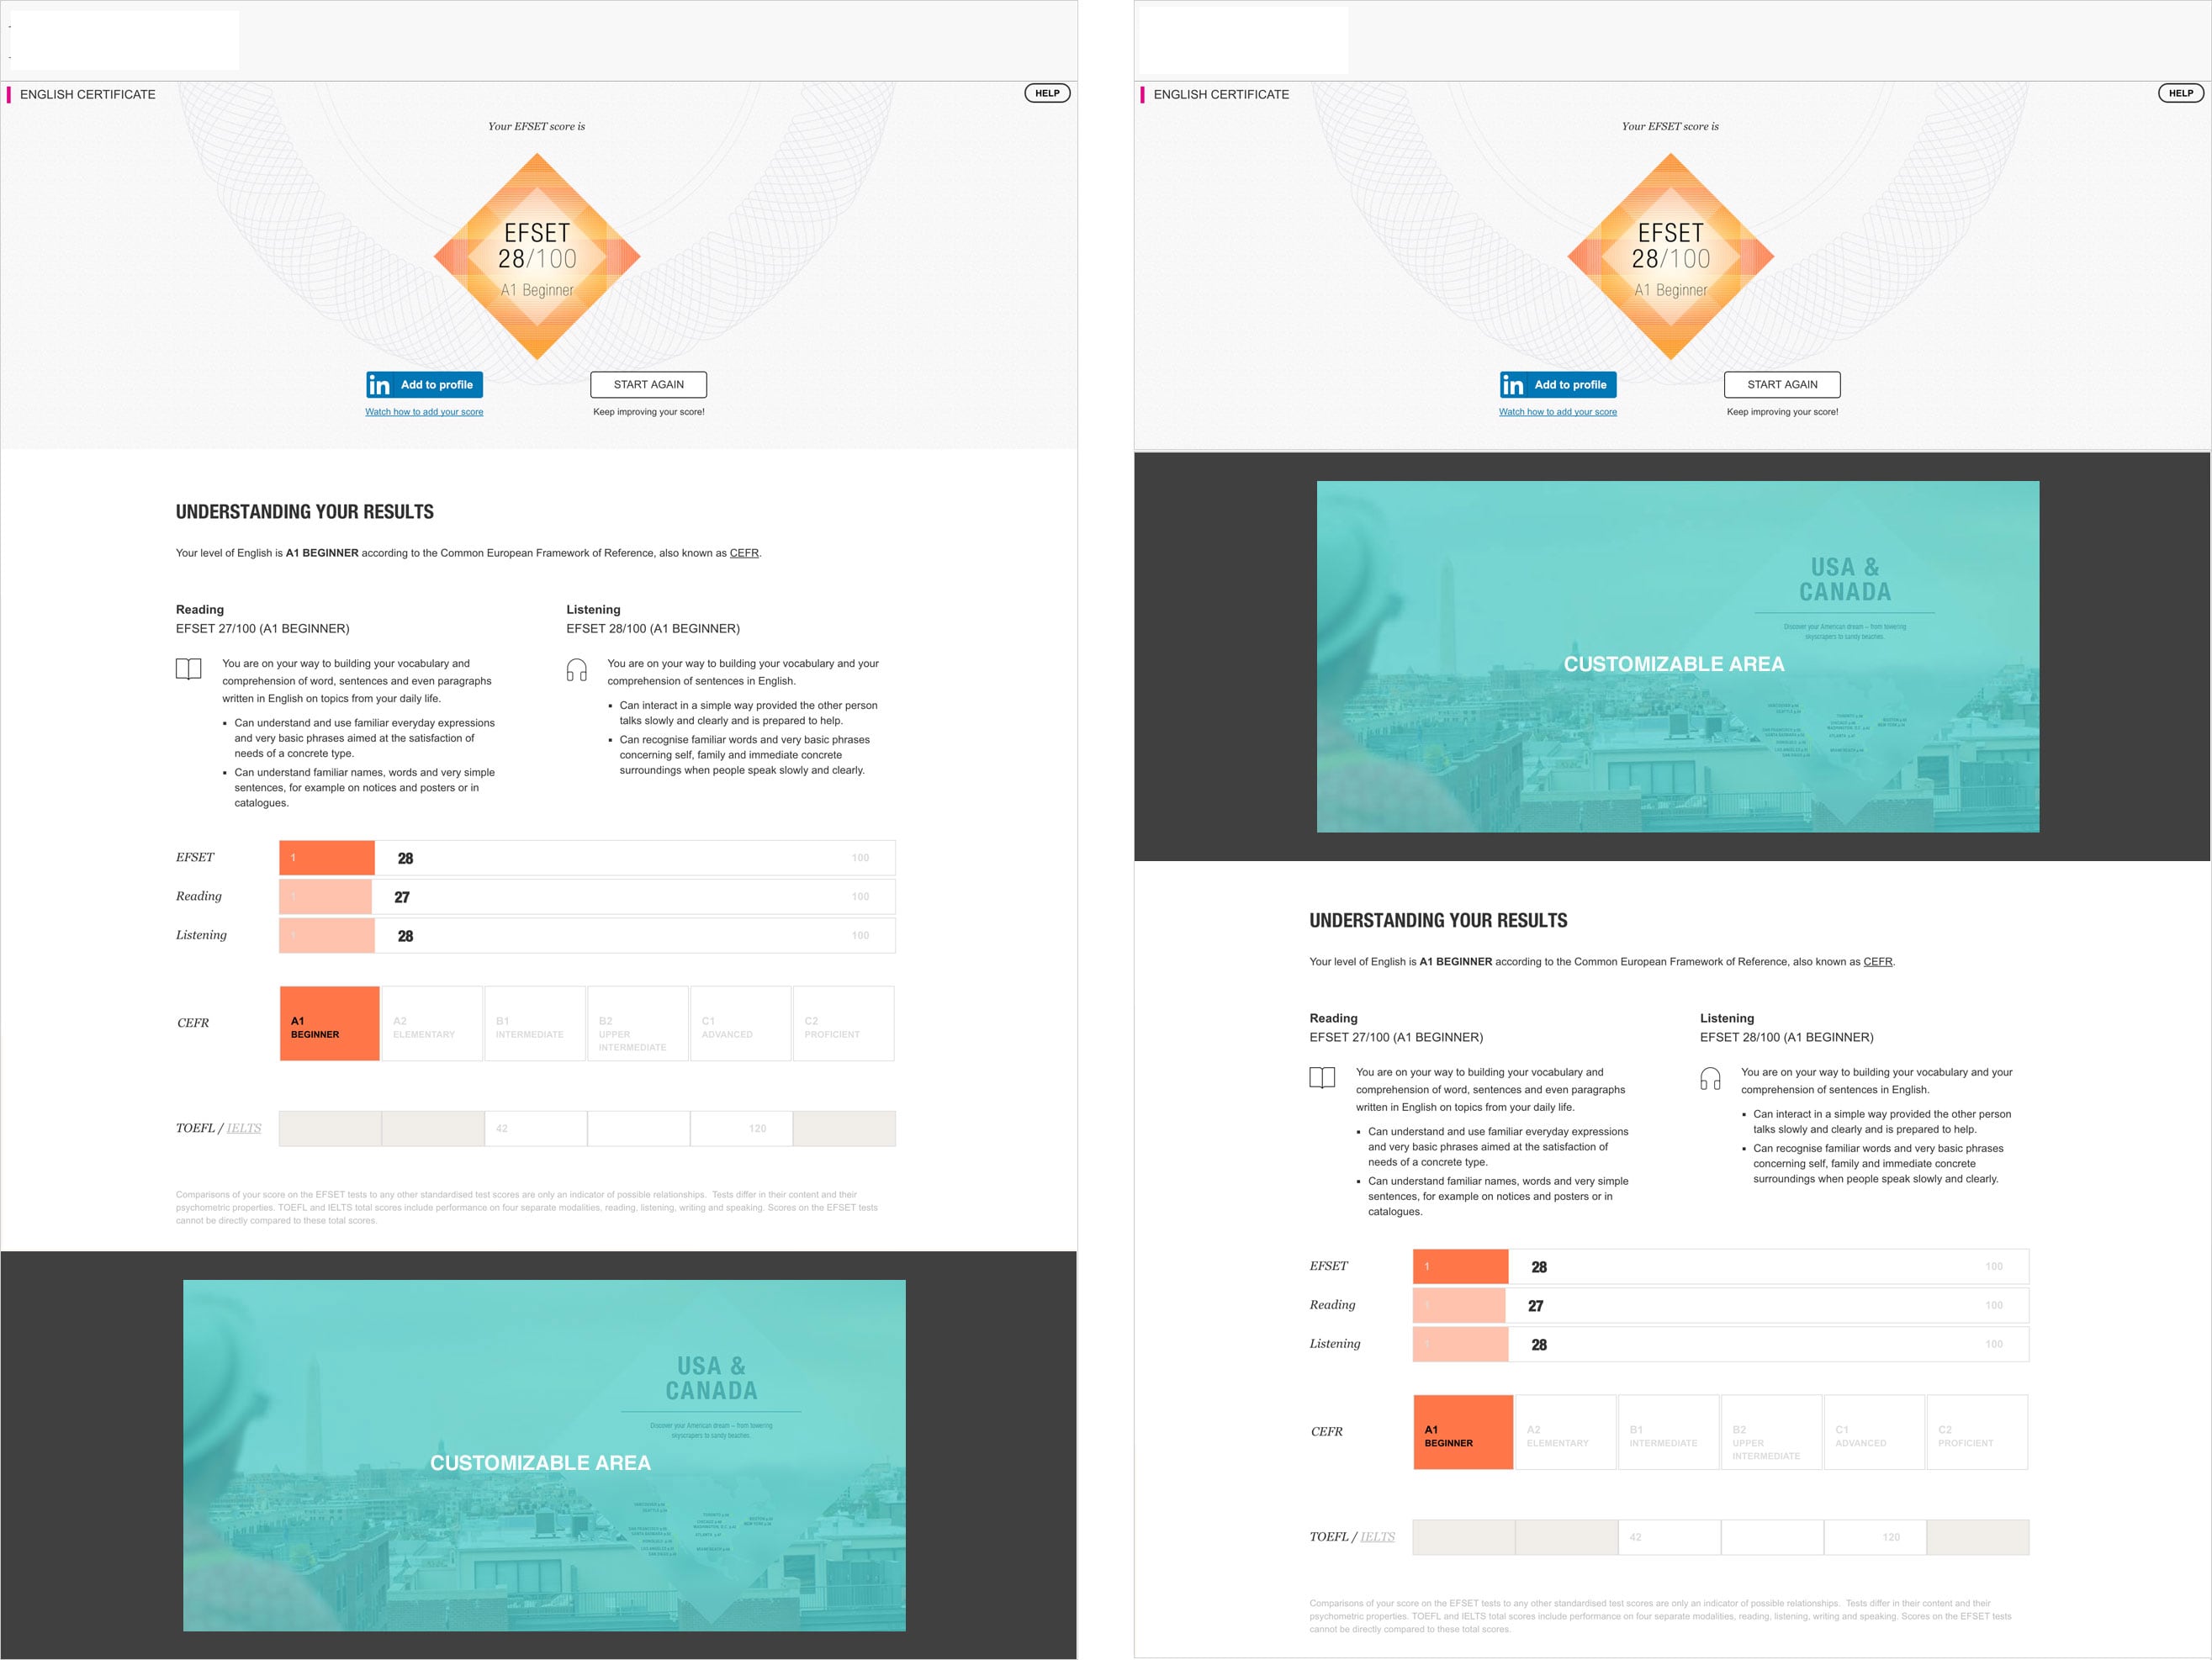 ENGLISH CERTIFICATE
HELP
Your EFSET score is
EFSET
28/100
A1 Beginner
in Add to profile
START AGAIN
Watch how to add your score
Keep improving your score!
UNDERSTANDING YOUR RESULTS
Your level of English is A1 BEGINNER according to the Common European Framework of Reference, also known as CEFR.
Reading
EFSET 27/100 (A1 BEGINNER)
You are on your way to building your vocabulary and
comprehension of word, sentences and even paragraphs
written in English on topics from your daily life.
▪ Can understand and use familiar everyday expressions
and very basic phrases aimed at the satisfaction of
needs of a concrete type.
▪ Can understand familiar names, words and very simple
sentences, for example on notices and posters or in
catalogues.
Listening
EFSET 28/100 (A1 BEGINNER)
You are on your way to building your vocabulary and your
comprehension of sentences in English.
▪ Can interact in a simple way provided the other person
talks slowly and clearly and is prepared to help.
▪ Can recognise familiar words and very basic phrases
concerning self, family and immediate concrete
surroundings when people speak slowly and clearly.
EFSET 1 28 100
Reading 1 27 100
Listening 1 28 100
CEFR
A1
BEGINNER
A2
ELEMENTARY
B1
INTERMEDIATE
B2
UPPER
INTERMEDIATE
C1
ADVANCED
C2
PROFICIENT
TOEFL / IELTS 42 120
Comparisons of your score on the EFSET tests to any other standardised test scores are only an indicator of possible relationships. Tests differ in their content and their
psychometric properties. TOEFL and IELTS total scores include performance on four separate modalities, reading, listening, writing and speaking. Scores on the EFSET tests
cannot be directly compared to these total scores.
USA &
CANADA
Discover your American dream – from towering
skyscrapers to sandy beaches.
CUSTOMIZABLE AREA
ENGLISH CERTIFICATE
HELP
Your EFSET score is
EFSET
28/100
A1 Beginner
in Add to profile
START AGAIN
Watch how to add your score
Keep improving your score!
USA &
CANADA
Discover your American dream – from towering
skyscrapers to sandy beaches.
CUSTOMIZABLE AREA
UNDERSTANDING YOUR RESULTS
Your level of English is A1 BEGINNER according to the Common European Framework of Reference, also known as CEFR.
Reading
EFSET 27/100 (A1 BEGINNER)
You are on your way to building your vocabulary and
comprehension of word, sentences and even paragraphs
written in English on topics from your daily life.
▪ Can understand and use familiar everyday expressions
and very basic phrases aimed at the satisfaction of
needs of a concrete type.
▪ Can understand familiar names, words and very simple
sentences, for example on notices and posters or in
catalogues.
Listening
EFSET 28/100 (A1 BEGINNER)
You are on your way to building your vocabulary and your
comprehension of sentences in English.
▪ Can interact in a simple way provided the other person
talks slowly and clearly and is prepared to help.
▪ Can recognise familiar words and very basic phrases
concerning self, family and immediate concrete
surroundings when people speak slowly and clearly.
EFSET 1 28 100
Reading 27 100
Listening 28 100
CEFR
A1
BEGINNER
A2
ELEMENTARY
B1
INTERMEDIATE
B2
UPPER
INTERMEDIATE
C1
ADVANCED
C2
PROFICIENT
TOEFL / IELTS 42 120
Comparisons of your score on the EFSET tests to any other standardised test scores are only an indicator of possible relationships. Tests differ in their content and their
psychometric properties. TOEFL and IELTS total scores include performance on four separate modalities, reading, listening, writing and speaking. Scores on the EFSET tests
cannot be directly compared to these total scores.